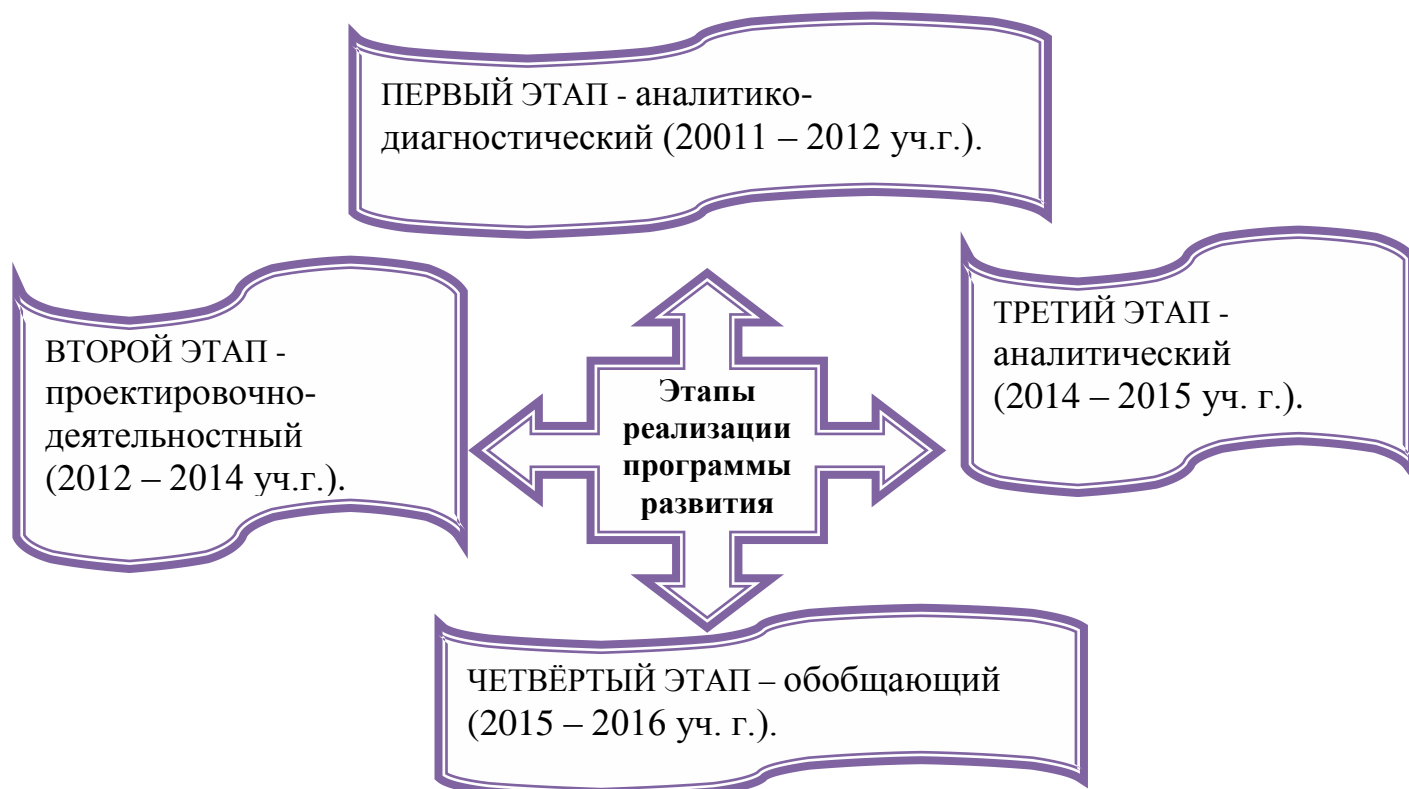 ПЕРВЫЙ ЭТАП - аналитико-
диагностический (20011 – 2012 уч.г.).
ВТОРОЙ ЭТАП -
проектировочно-
деятельностный
(2012 – 2014 уч.г.).
Этапы
реализации
программы
развития
ТРЕТИЙ ЭТАП -
аналитический
(2014 – 2015 уч. г.).
ЧЕТВЁРТЫЙ ЭТАП – обобщающий
(2015 – 2016 уч. г.).